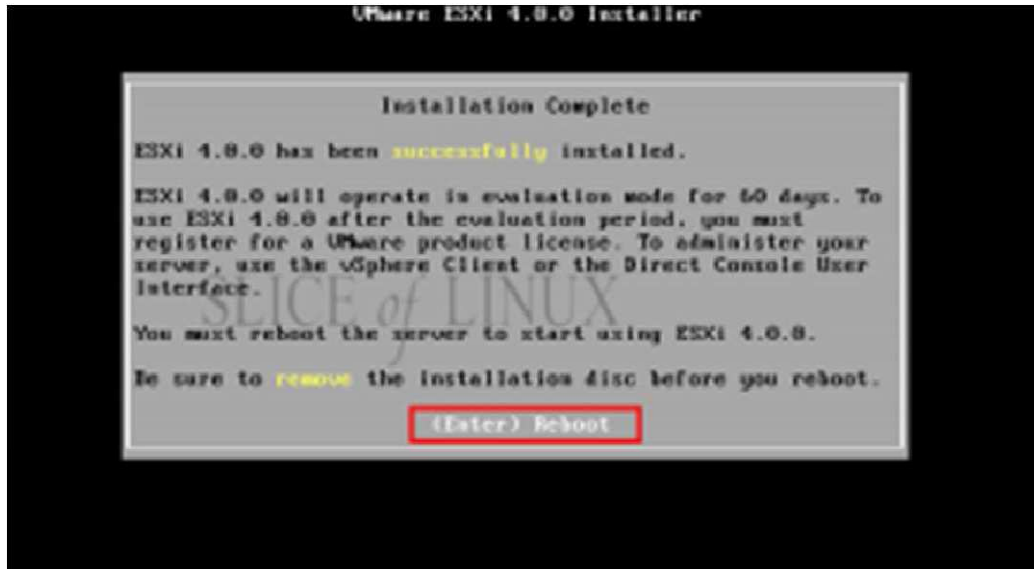 VMware ESXi 4.0.0 Installer
Installation Complete
ESXi 4.0.0 has been successfully installed.
ESXi 4.0.0 will operate in evaluation mode for 60 days. To
use ESXi 4.0.0 after the evaluation period, you must
register for a VMware product license. To administer your
server, use the vSphere Client or the Direct Console User
Interface.
SLICE of LINUX
You must reboot the server to start using ESXi 4.0.0.
Be sure to remove the installation disc before you reboot.
(Enter) Reboot